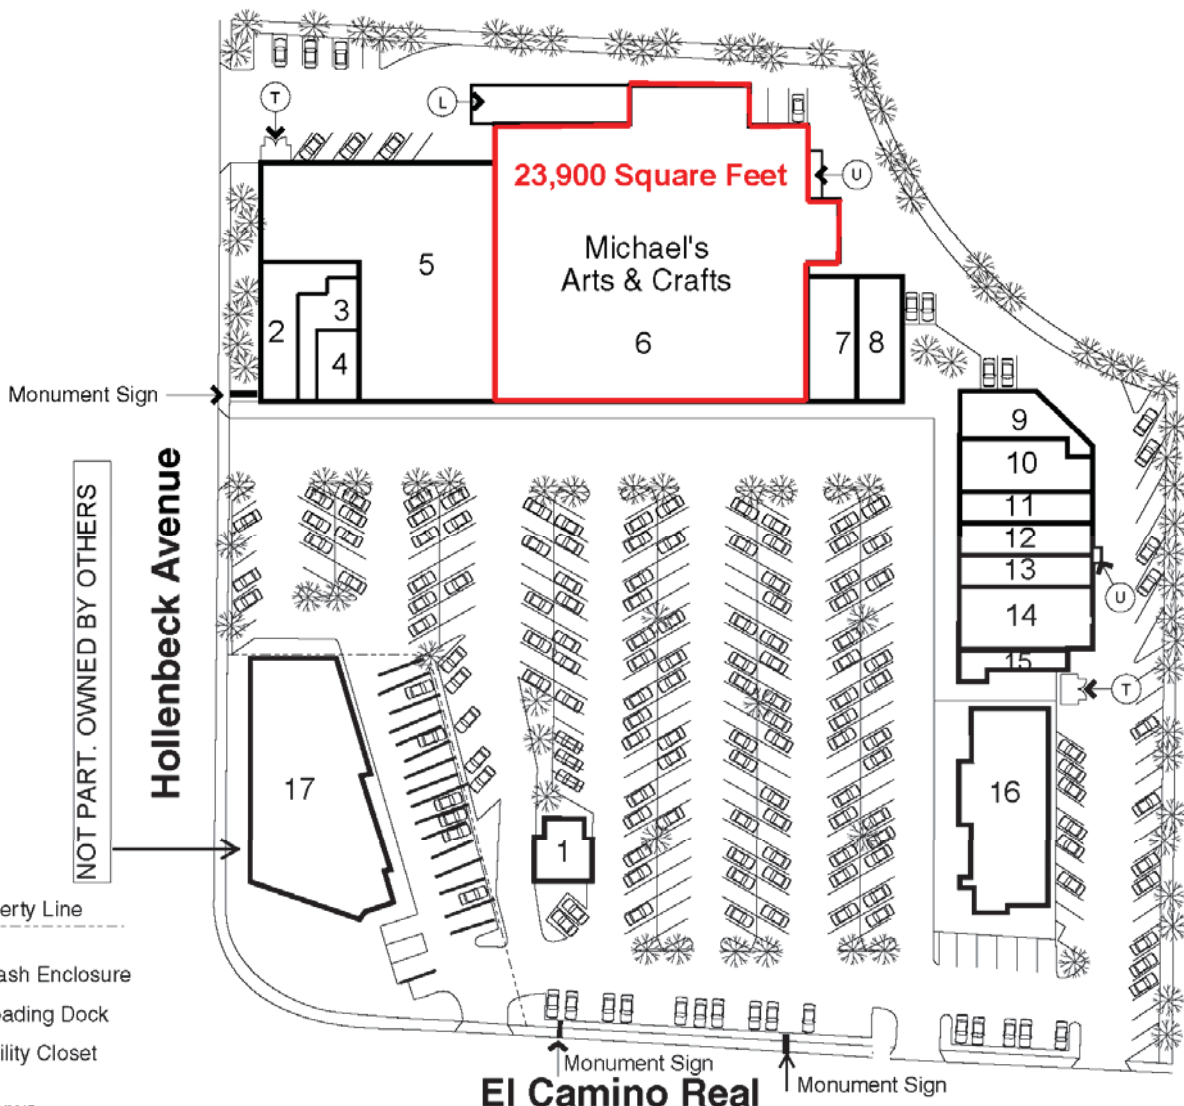 T
L
23,900 Square Feet
U
Michael's
Arts & Crafts
5
6
2
3
4
7
8
Monument Sign
9
10
11
12
13
14
15
U
T
NOT PART. OWNED BY OTHERS
Hollenbeck Avenue
17
1
16
erty Line
ash Enclosure
ading Dock
ility Closet
Monument Sign
El Camino Real
Monument Sign